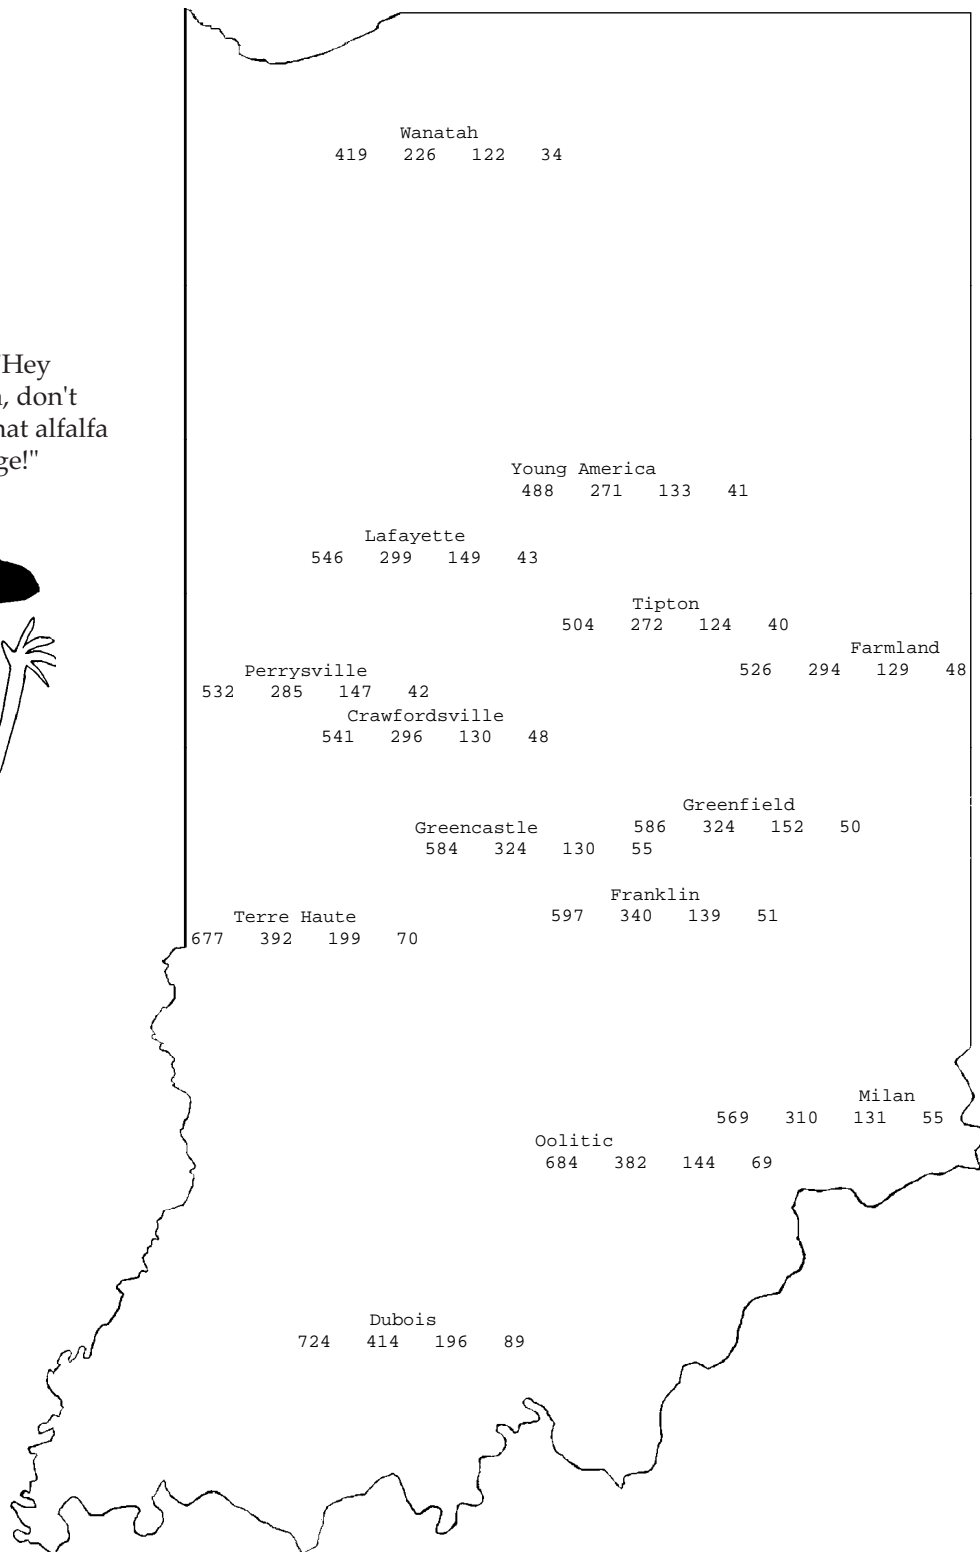 Wanatah
419 226 122 34
"Hey
, don't
hat alfalfa
ge!"
Young America
488 271 133 41
Lafayette
546 299 149 43
Tipton
504 272 124 40
Farmland
526 294 129 48
Perrysville
532 285 147 42
Crawfordsville
541 296 130 48
Greenfield
586 324 152 50
Greencastle
584 324 130 55
Franklin
597 340 139 51
Terre Haute
677 392 199 70
Milan
569 310 131 55
Oolitic
684 382 144 69
Dubois
724 414 196 89